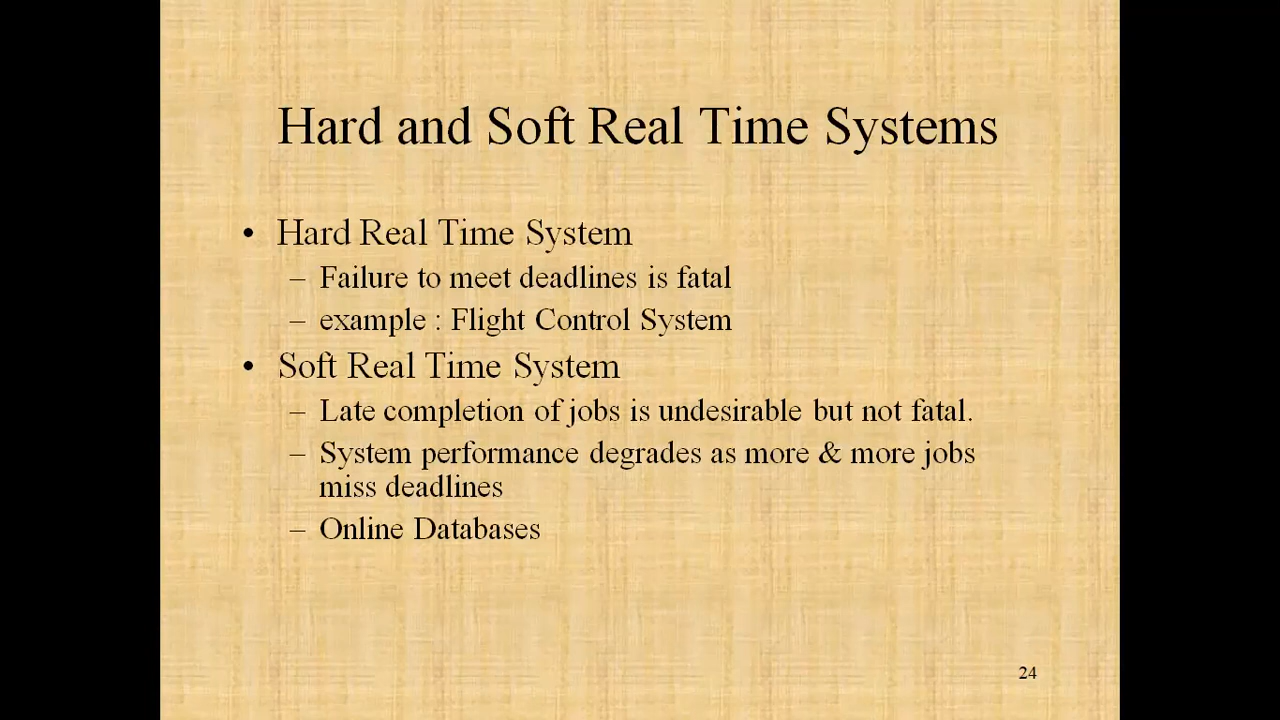 Hard and Soft Real Time Systems
• Hard Real Time System
– Failure to meet deadlines is fatal
– example : Flight Control System
• Soft Real Time System
– Late completion of jobs is undesirable but not fatal.
– System performance degrades as more & more jobs
miss deadlines
– Online Databases
24